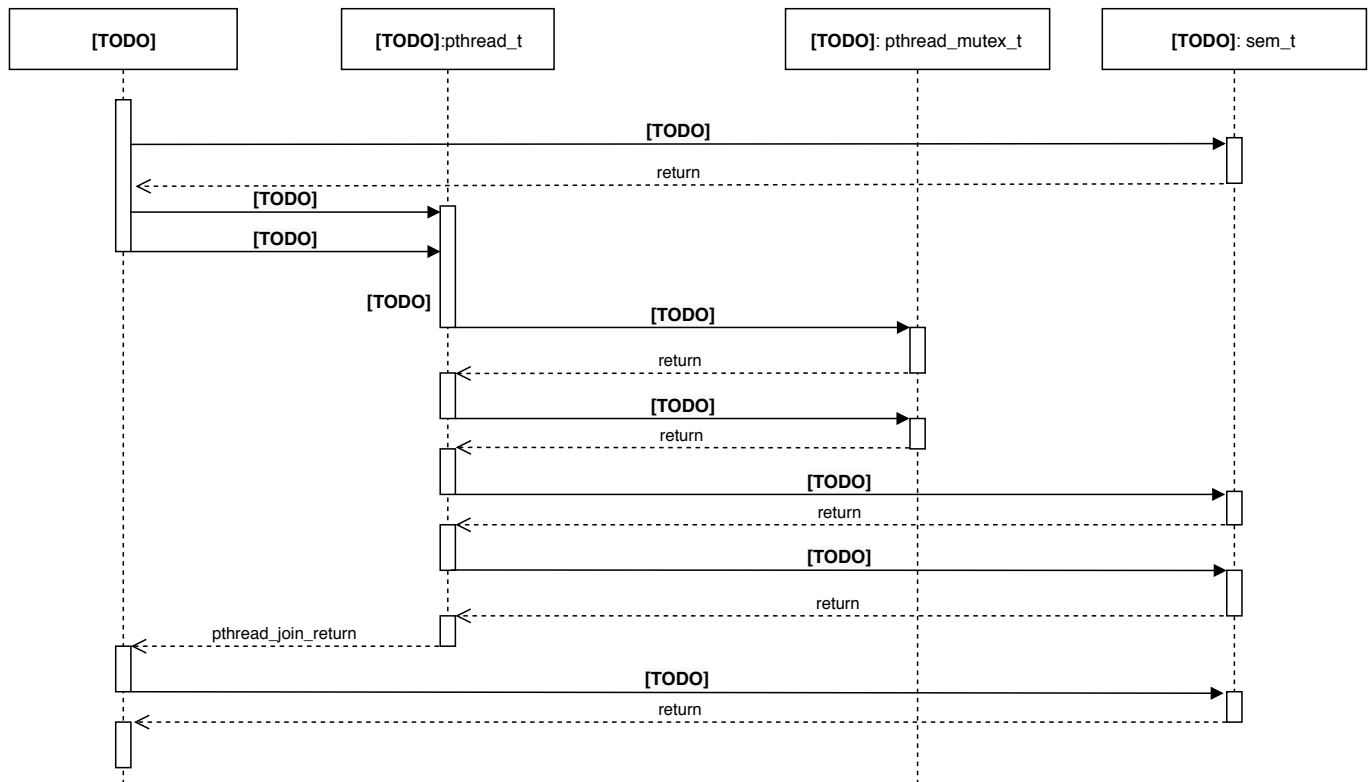 [TODO]
[TODO]:pthread_t
[TODO]: pthread_mutex_t
[TODO]: sem_t
[TODO]
return
[TODO]
[TODO]
[TODO]
[TODO]
return
[TODO]
return
[TODO]
return
[TODO]
return
pthread_join_return
[TODO]
return